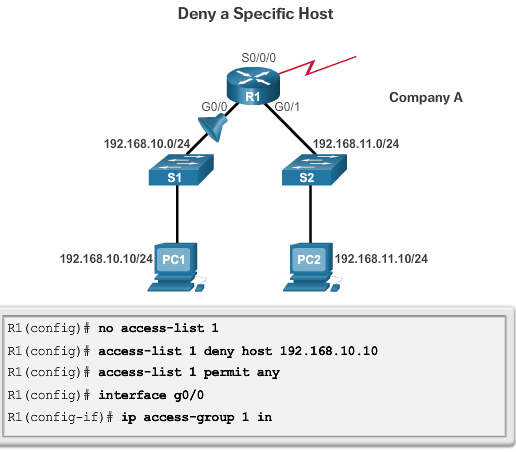 Deny a Specific Host
S0/0/0
R1
Company A
G0/0
G0/1
192.168.10.0/24
192.168.11.0/24
S1
S2
192.168.10.10/24
PC1
PC2
192.168.11.10/24
R1(config)# no access-list 1
R1(config)# access-list 1 deny host 192.168.10.10
R1(config)# access-list 1 permit any
R1(config)# interface g0/0
R1(config-if)# ip access-group 1 in